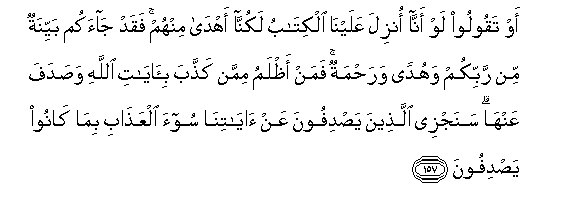 أَوْ تَقُولُوا۟ لَوْ أَنَّآ أُنزِلَ عَلَيْنَا ٱلْكِتَـٰبُ لَكُنَّآ أَهْدَىٰ مِنْهُمْ ۚ فَقَدْ جَآءَكُم بَيِّنَةٌ
مِّن رَّبِّكُمْ وَهُدًى وَرَحْمَةٌ ۚ فَمَنْ أَظْلَمُ مِمَّن كَذَّبَ بِـَٔايَـٰتِ ٱللَّهِ وَصَدَفَ
عَنْهَا ۗ سَنَجْزِى ٱلَّذِينَ يَصْدِفُونَ عَنْ ءَايَـٰتِنَا سُوٓءَ ٱلْعَذَابِ بِمَا كَانُوا۟
يَصْدِفُونَ ١٥٧